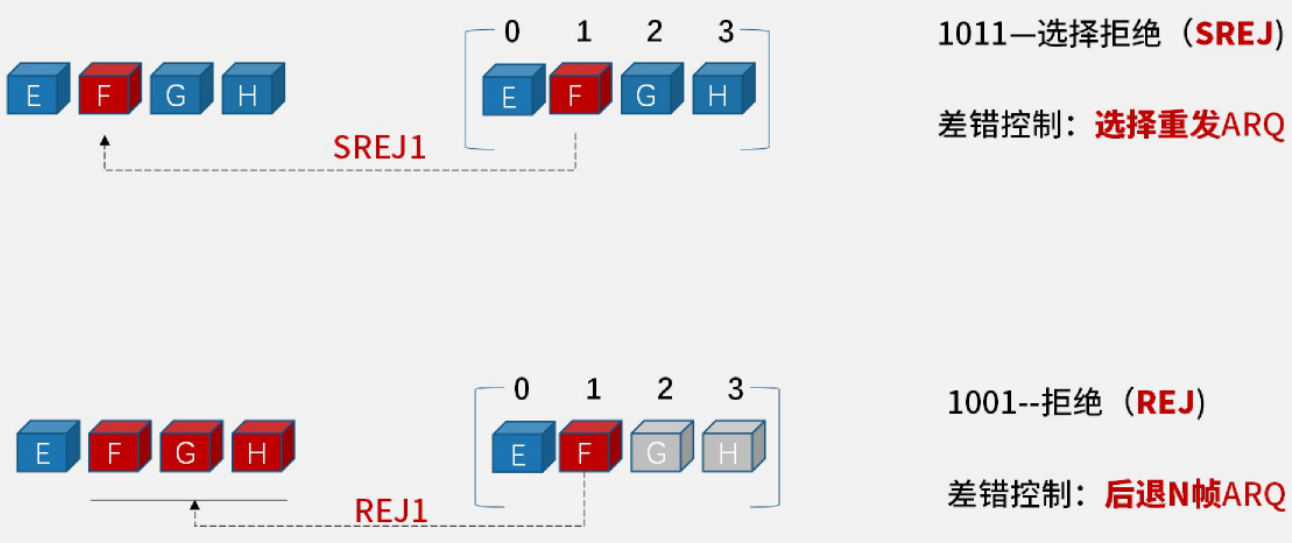 0 1 2 3
E F G H
E F G H
SREJ1
1011—选择拒绝（SREJ)
差错控制：选择重发ARQ
0 1 2 3
E F G H
E F G H
REJ1
1001--拒绝（REJ)
差错控制：后退N帧ARQ